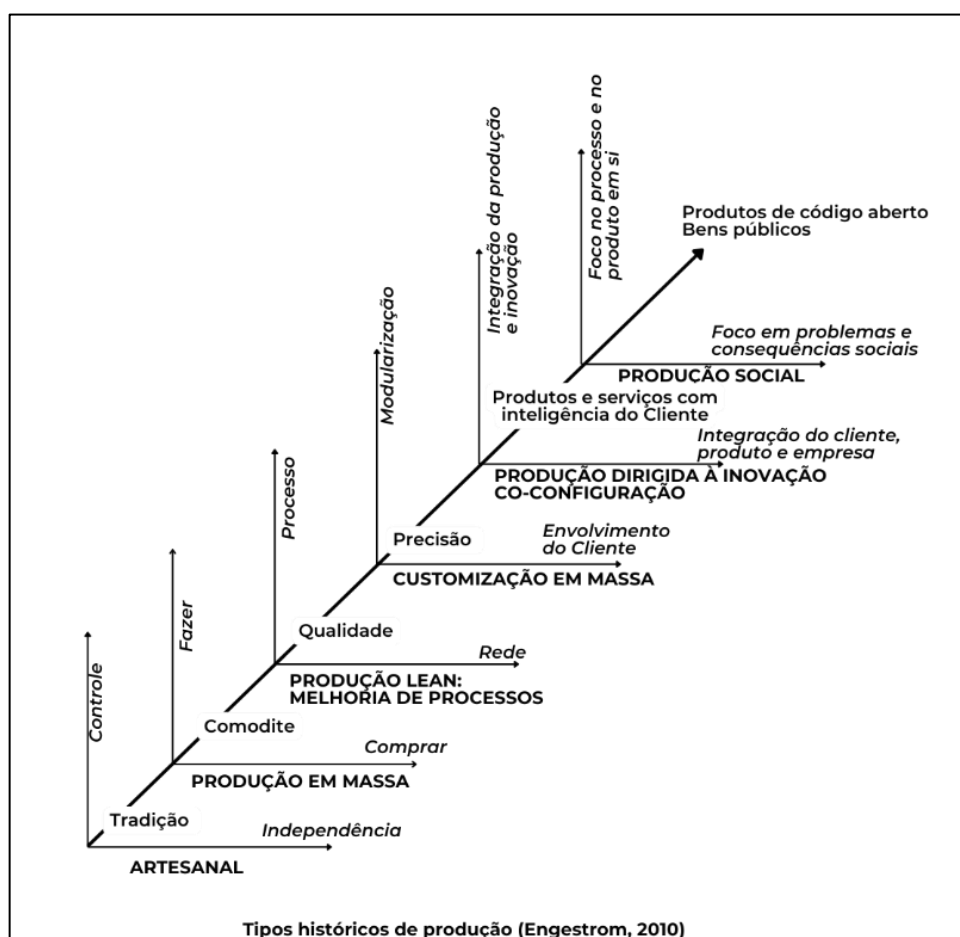 Foco no processo e no
produto em si
Produtos de código aberto
Bens públicos
Integração da produção
e inovação
Foco em problemas e
consequências sociais
PRODUÇÃO SOCIAL
Modularização
Produtos e serviços com
inteligência do Cliente
Integração do cliente,
produto e empresa
PRODUÇÃO DIRIGIDA À INOVAÇÃO
CO-CONFIGURAÇÃO
Processo
Precisão
Envolvimento
do Cliente
CUSTOMIZAÇÃO EM MASSA
Fazer
Qualidade
Rede
PRODUÇÃO LEAN:
MELHORIA DE PROCESSOS
Controle
Comodite
Comprar
PRODUÇÃO EM MASSA
Tradição
Independência
ARTESANAL
Tipos históricos de produção (Engestrom, 2010)